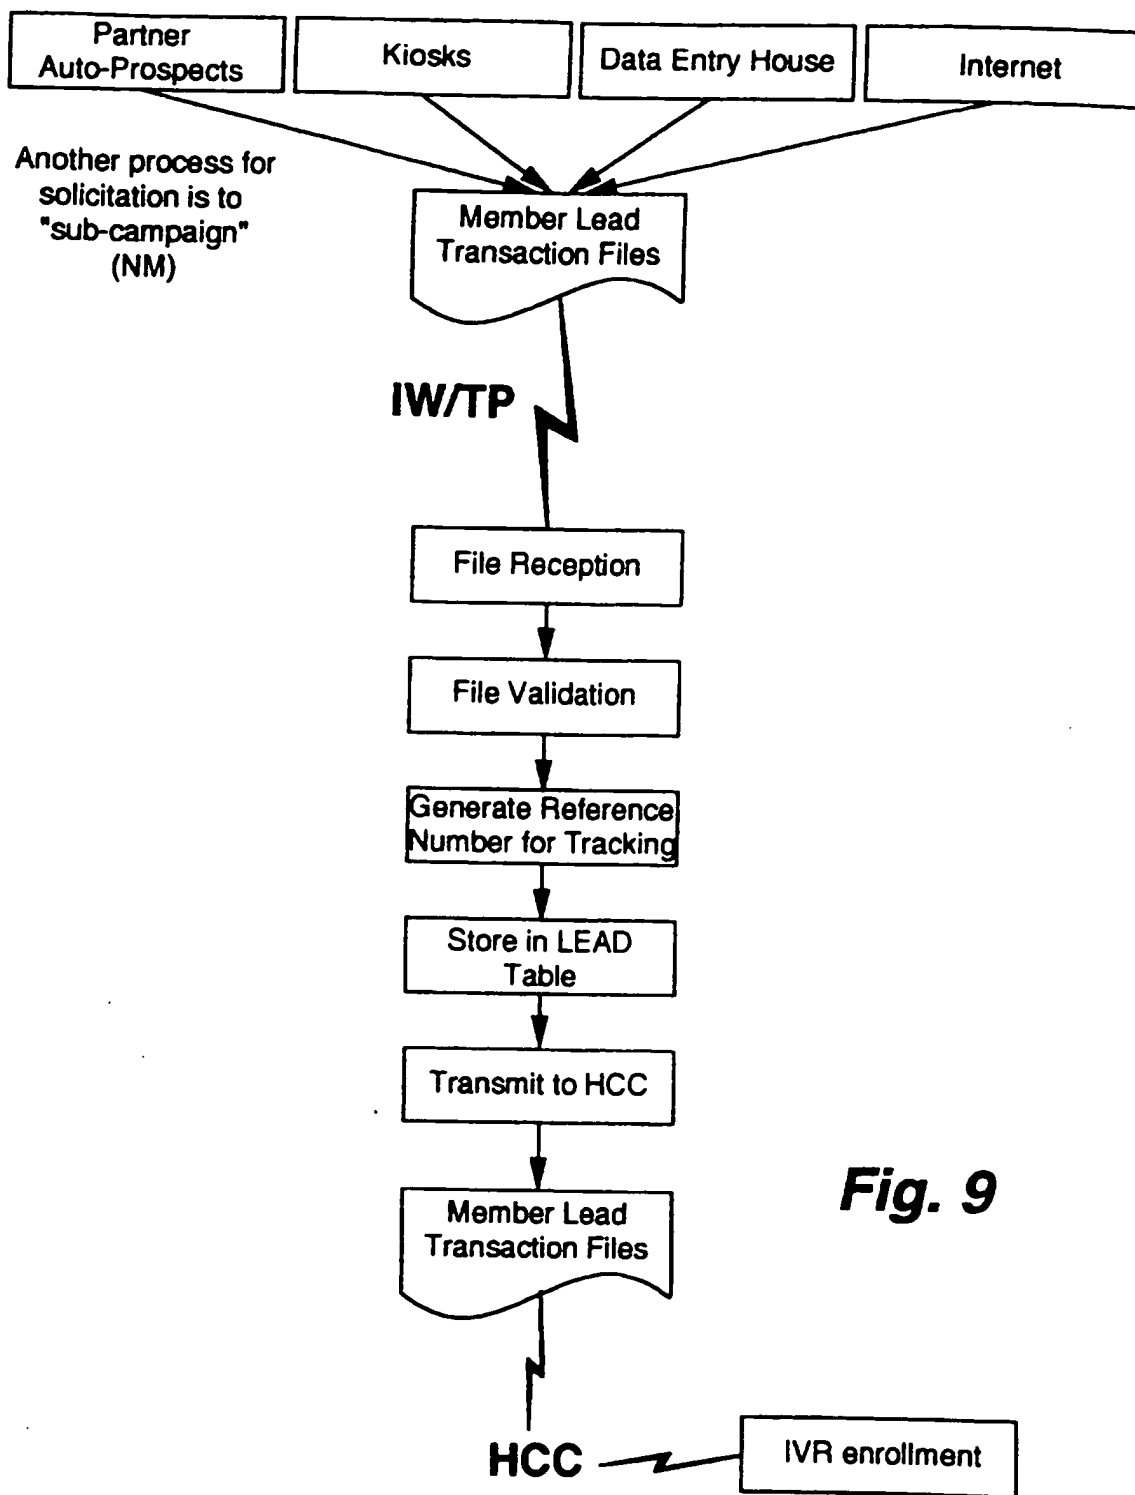 Partner
Auto-Prospects
Kiosks
Data Entry House
Internet
Another process for
solicitation is to
"sub-campaign"
(NM)
Member Lead
Transaction Files
IW/TP
File Reception
File Validation
Generate Reference
Number for Tracking
Store in LEAD
Table
Transmit to HCC
Member Lead
Transaction Files
Fig. 9
HCC
IVR enrollment